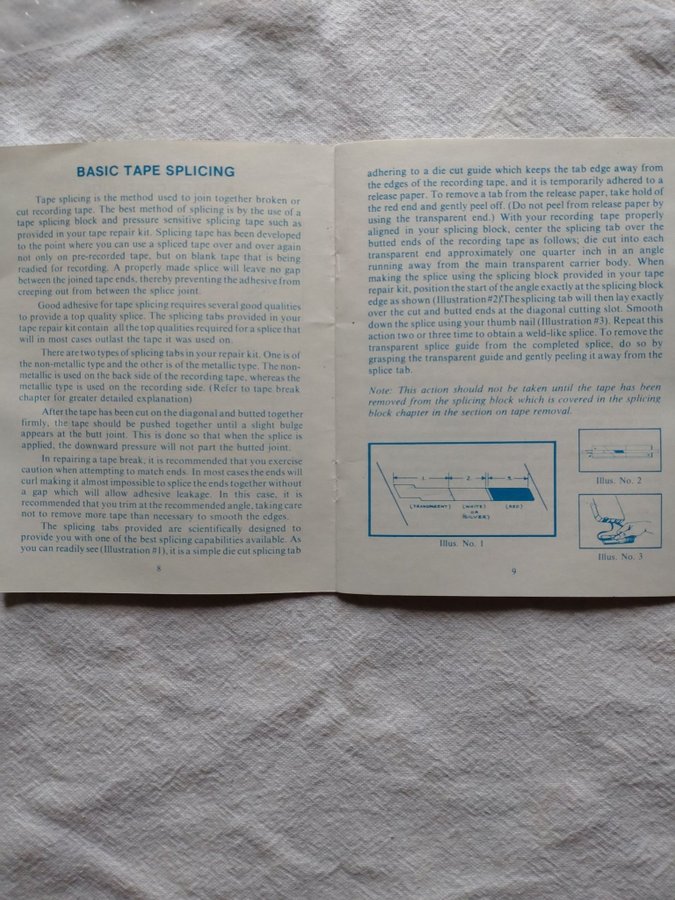 BASIC TAPE SPLICING
Tape splicing is the method used to join together broken or
cut recording tape. The best method of splicing is by the use of a
tape splicing block and pressure sensitive splicing tape such as
provided in your tape repair kit. Splicing tape has been developed
to the point where you can use a spliced tape over and over again
not only on pre-recorded tape, but on blank tape that is being
readied for recording. A properly made splice will leave no gap
between the joined tape ends, thereby preventing the adhesive from
creeping out from between the splice joint.
Good adhesive for tape splicing requires several good qualities
to provide a top quality splice. The splicing tabs provided in your
tape repair kit contain all the top qualities required for a splice that
will in most cases outlast the tape it was used on.
There are two types of splicing tabs in your repair kit. One is of
the non-metallic type and the other is of the metallic type. The non-
metallic is used on the back side of the recording tape, whereas the
metallic type is used on the recording side. (Refer to tape break
chapter for greater detailed explanation)
After the tape has been cut on the diagonal and butted together
firmly, the tape should be pushed together until a slight bulge
appears at the butt joint. This is done so that when the splice is
applied, the downward pressure will not part the butted joint.
In repairing a tape break, it is recommended that you exercise
caution when attempting to match ends. In most cases the ends will
curl making it almost impossible to splice the ends together without
a gap which will allow adhesive leakage. In this case, it is
recommended that you trim at the recommended angle, taking care
not to remove more tape than necessary to smooth the edges.
The splicing tabs provided are scientifically designed to
provide you with one of the best splicing capabilities available. As
you can readily see (Illustration #1), it is a simple die cut splicing tab
8
adhering to a die cut guide which keeps the tab edge away from
the edges of the recording tape, and it is temporarily adhered to a
release paper. To remove a tab from the release paper, take hold of
the red end and gently peel off. (Do not peel from release paper by
using the transparent end.) With your recording tape properly
aligned in your splicing block, center the splicing tab over the
butted ends of the recording tape as follows; die cut into each
transparent end approximately one quarter inch in an angle
running away from the main transparent carrier body. When
making the splice using the splicing block provided in your tape
repair kit, position the start of the angle exactly at the splicing block
edge as shown (Illustration #2). The splicing tab will then lay exactly
over the cut and butted ends at the diagonal cutting slot. Smooth
down the splice using your thumb nail (Illustration #3). Repeat this
action two or three time to obtain a weld-like splice. To remove the
transparent splice guide from the completed splice, do so by
grasping the transparent guide and gently peeling it away from the
splice tab.
Note: This action should not be taken until the tape has been
removed from the splicing block which is covered in the splicing
block chapter in the section on tape removal.
1 2 3
(TRANSPARENT) (WHITE) (RED)
OR
(SILVER)
Illus. No. 1
Illus. No. 2
Illus. No. 3
9